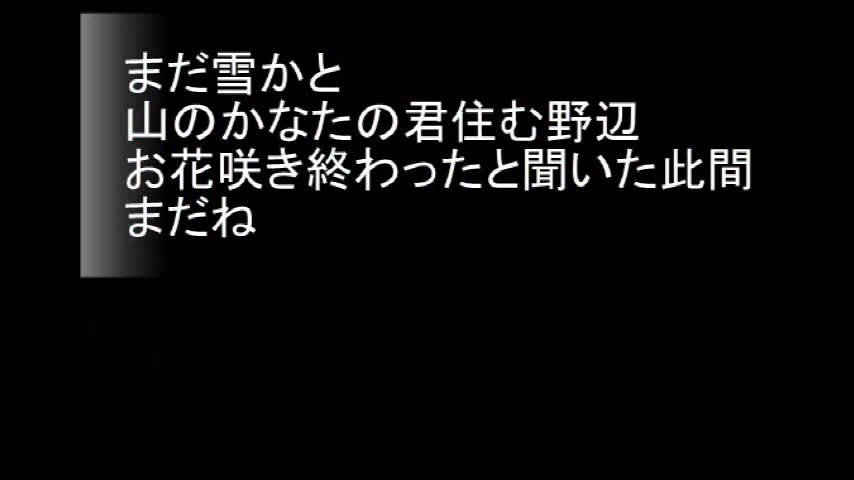 まだ雪かと
山のかなたの君住む野辺
お花咲き終わったと聞いた此間
まだね